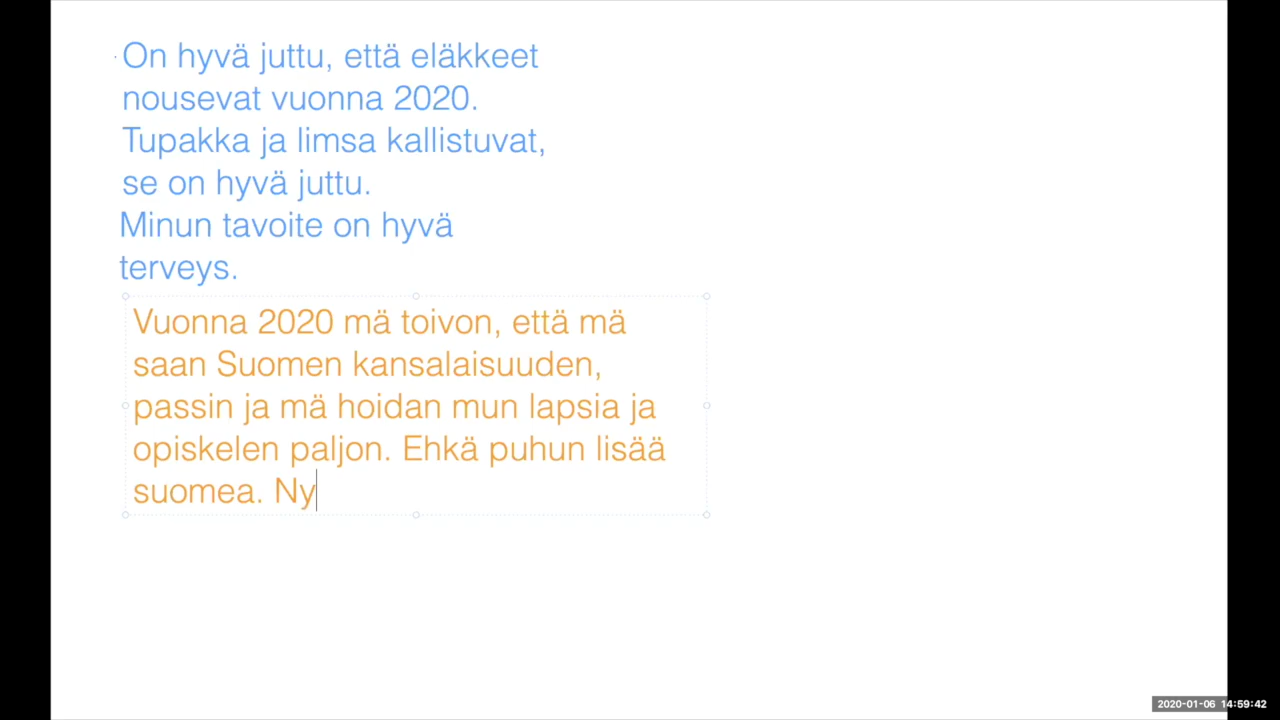 On hyvä juttu, että eläkkeet
nousevat vuonna 2020.
Tupakka ja limsa kallistuvat,
se on hyvä juttu.
Minun tavoite on hyvä
terveys.
Vuonna 2020 mä toivon, että mä
saan Suomen kansalaisuuden,
passin ja mä hoidan mun lapsia ja
opiskelen paljon. Ehkä puhun lisää
suomea. Ny
2020-01-06 14:59:42